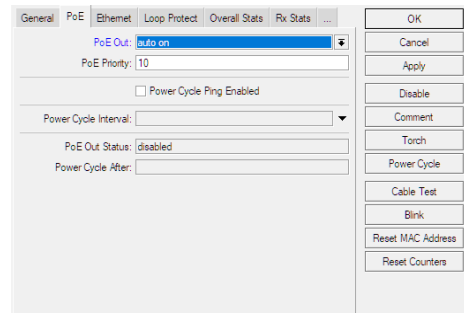 General PoE Ethernet Loop Protect Overall Stats Rx Stats ...
PoE Out: auto on
PoE Priority: 10
Power Cycle Ping Enabled
Power Cycle Interval:
PoE Out Status: disabled
Power Cycle After:
OK
Cancel
Apply
Disable
Comment
Torch
Power Cycle
Cable Test
Blink
Reset MAC Address
Reset Counters